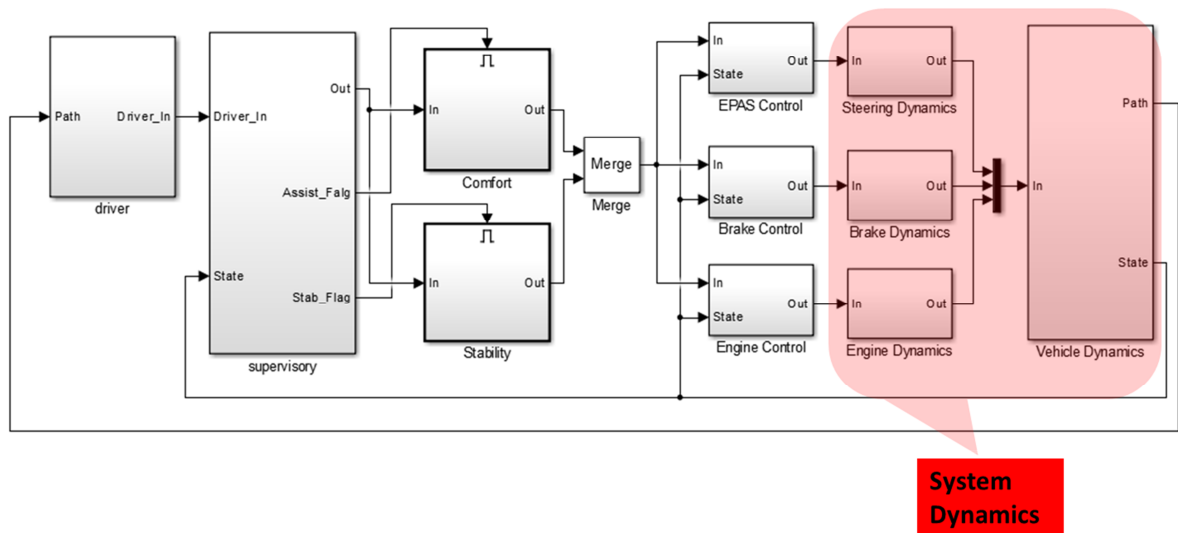 Path
Driver_In
driver
Driver_In
State
Out
Assist_Falg
Stab_Flag
supervisory
In
Out
Comfort
In
Out
Stability
Merge
Merge
In
State
Out
EPAS Control
In
State
Out
Brake Control
In
State
Out
Engine Control
In
Out
Steering Dynamics
In
Out
Brake Dynamics
In
Out
Engine Dynamics
In
Path
State
Vehicle Dynamics
System
Dynamics